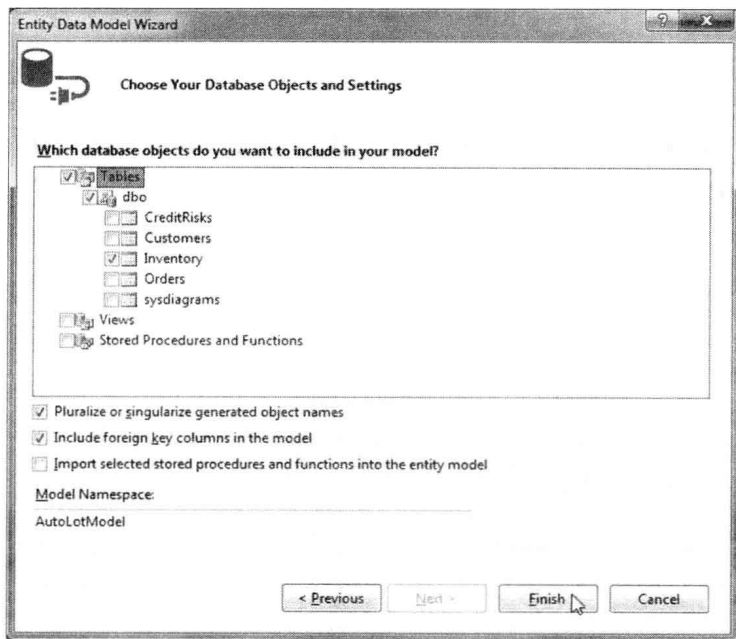 Entity Data Model Wizard
Choose Your Database Objects and Settings
Which database objects do you want to include in your model?
Tables
dbo
CreditRisks
Customers
Inventory
Orders
sysdiagrams
Views
Stored Procedures and Functions
Pluralize or singularize generated object names
Include foreign key columns in the model
Import selected stored procedures and functions into the entity model
Model Namespace:
AutoLotModel
< Previous Next > Finish Cancel